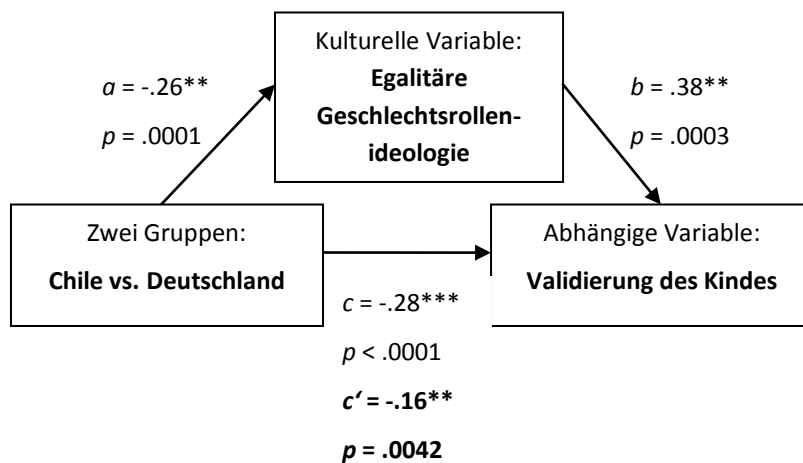 Kulturelle Variable:
Egalitäre
Geschlechtsrollen-
ideologie
a = -.26**
p = .0001
b = .38**
p = .0003
Zwei Gruppen:
Chile vs. Deutschland
Abhängige Variable:
Validierung des Kindes
c = -.28***
p < .0001
c‘ = -.16**
p = .0042